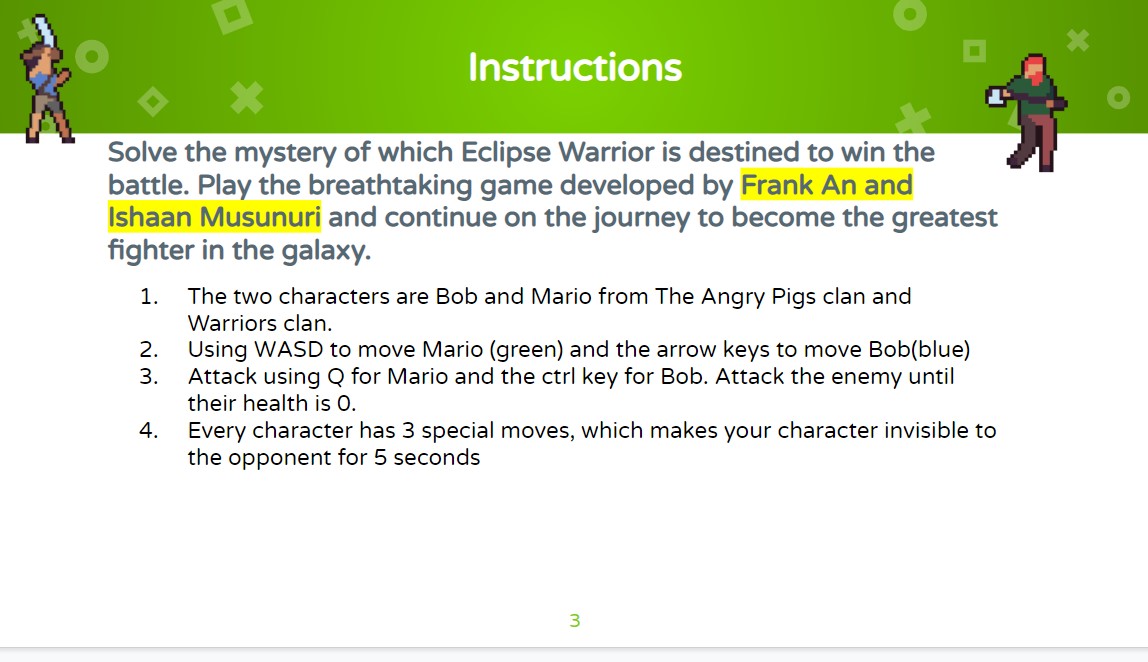 Instructions
Solve the mystery of which Eclipse Warrior is destined to win the
battle. Play the breathtaking game developed by Frank An and
Ishaan Musunuri and continue on the journey to become the greatest
fighter in the galaxy.
1. The two characters are Bob and Mario from The Angry Pigs clan and
Warriors clan.
2. Using WASD to move Mario (green) and the arrow keys to move Bob(blue)
3. Attack using Q for Mario and the ctrl key for Bob. Attack the enemy until
their health is 0.
4. Every character has 3 special moves, which makes your character invisible to
the opponent for 5 seconds
3